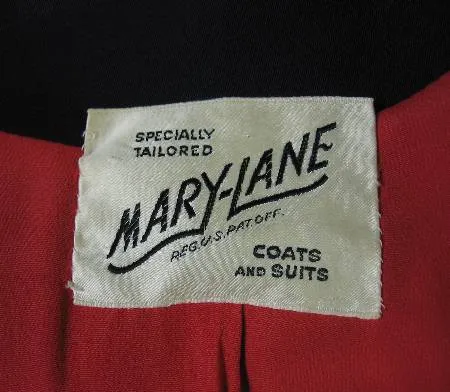 SPECIALLY
TAILORED
MARY-LANE
REG. U.S. PAT. OFF.
COATS
AND SUITS